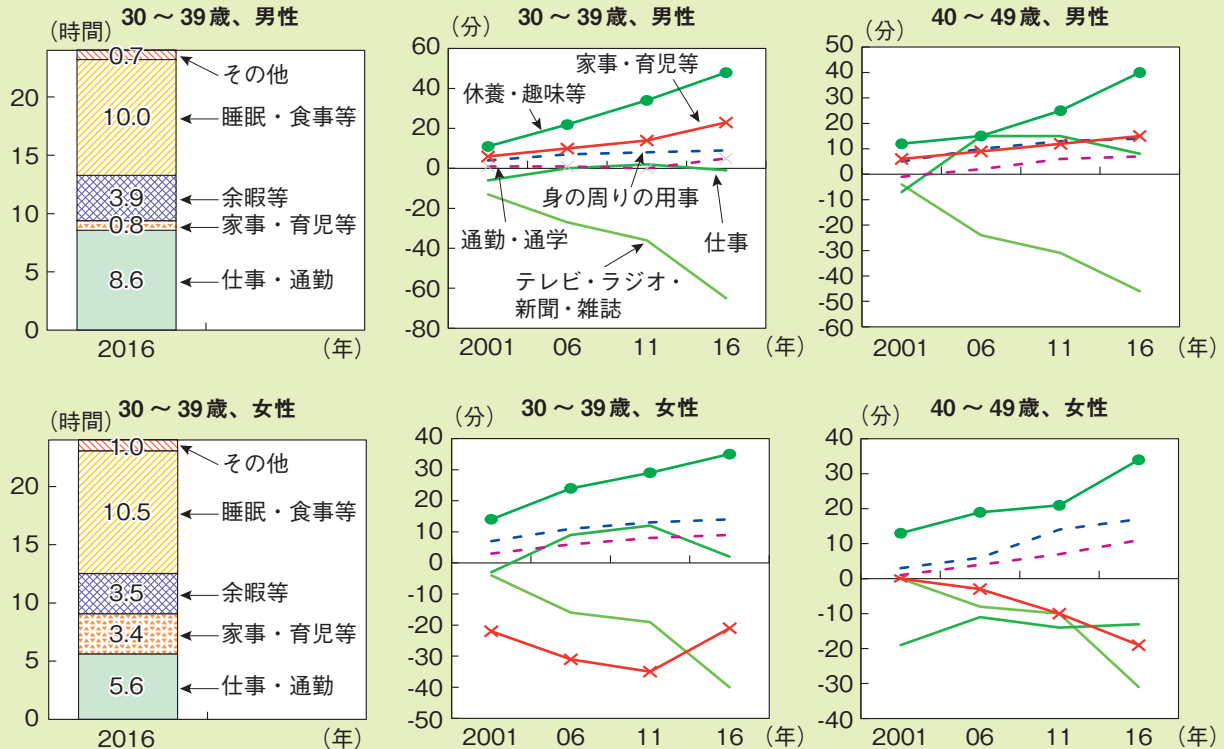 30～39歳、男性
（時間）
0.7
その他
20
10.0
睡眠・食事等
3.9
余暇等
10
0.8
家事・育児等
5
8.6
仕事・通勤
0
2016
（年）
30～39歳、男性
（分）
60
家事・育児等
休養・趣味等
40
20
0
身の周りの用事
-20
通勤・通学
仕事
-40
テレビ・ラジオ・
新聞・雑誌
-60
-80
2001 06 11 16（年）
40～49歳、男性
（分）
50
40
30
20
10
0
-10
-20
-30
-40
-50
-60
2001 06 11 16（年）
30～39歳、女性
（時間）
1.0
その他
20
10.5
睡眠・食事等
3.5
余暇等
10
3.4
家事・育児等
5
5.6
仕事・通勤
0
2016
（年）
30～39歳、女性
（分）
40
30
20
10
0
-10
-20
-30
-40
-50
2001 06 11 16（年）
40～49歳、女性
（分）
40
30
20
10
0
-10
-20
-30
-40
2001 06 11 16（年）